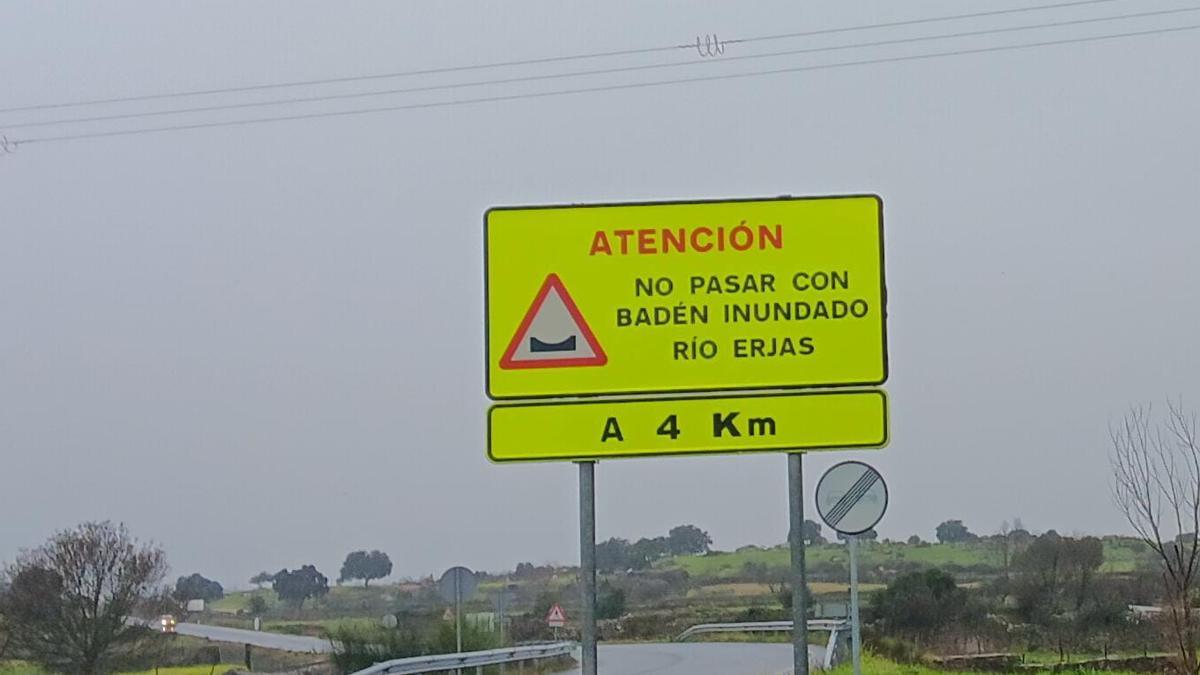 ATENCIÓN
NO PASAR CON
BADÉN INUNDADO
RÍO ERJAS
A 4 Km